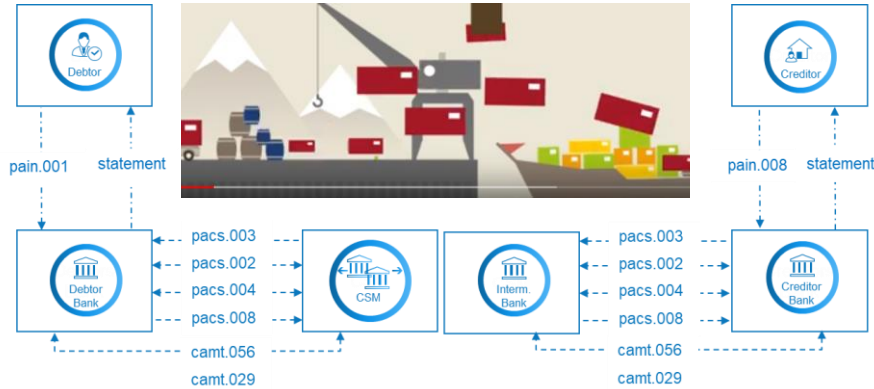 Debtor
Creditor
pain.001
statement
pain.008
statement
Debtor
Bank
pacs.003
pacs.002
pacs.004
pacs.008
CSM
Interm.
Bank
pacs.003
pacs.002
pacs.004
pacs.008
Creditor
Bank
camt.056
camt.029
camt.056
camt.029